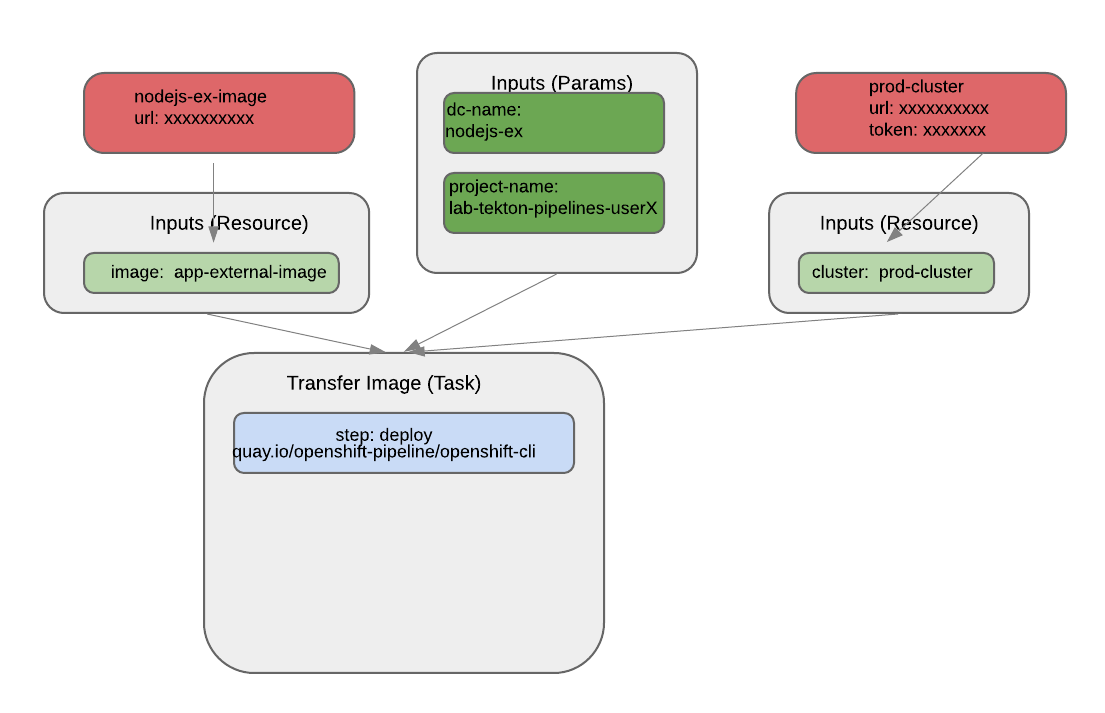 nodejs-ex-image
url: xxxxxxxxxx
Inputs (Params)
dc-name:
nodejs-ex
project-name:
lab-tekton-pipelines-userX
prod-cluster
url: xxxxxxxxxx
token: xxxxxxx
Inputs (Resource)
image:  app-external-image
Inputs (Resource)
cluster:  prod-cluster
Transfer Image (Task)
step: deploy
quay.io/openshift-pipeline/openshift-cli